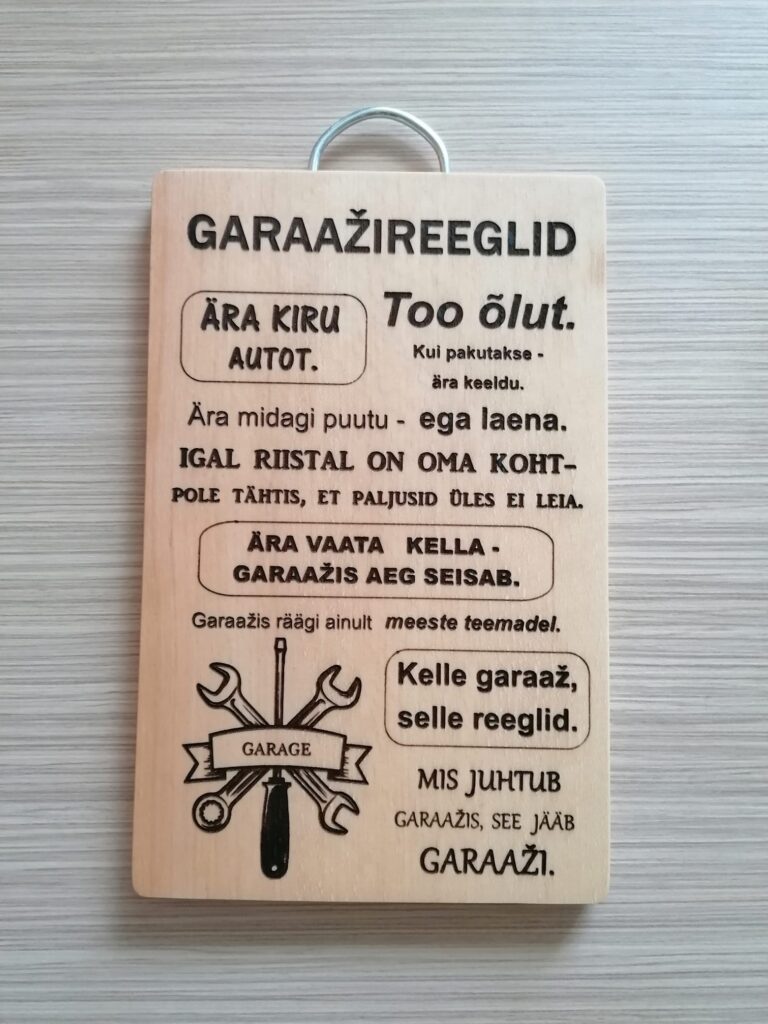 GARAAŽIREEGLID
ÄRA KIRU
AUTOT.
Too õlut.
Kui pakutakse -
ära keeldu.
Ära midagi puutu - ega laena.
IGAL RIISTAL ON OMA KOHT-
POLE TÄHTIS, ET PALJUSID ÜLES EI LEIA.
ÄRA VAATA KELLA -
GARAAŽIS AEG SEISAB.
Garaažis räägi ainult meeste teemadel.
GARAGE
Kelle garaaž,
selle reeglid.
MIS JUHTUB
GARAAŽIS, SEE JÄÄB
GARAAŽI.